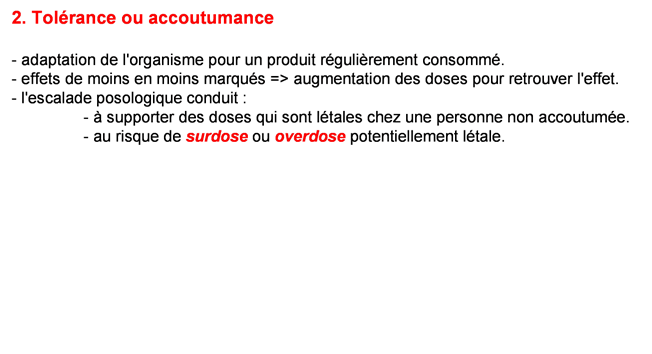 2. Tolérance ou accoutumance
- adaptation de l'organisme pour un produit régulièrement consommé.
- effets de moins en moins marqués => augmentation des doses pour retrouver l'effet.
- l'escalade posologique conduit :
- à supporter des doses qui sont létales chez une personne non accoutumée.
- au risque de surdose ou overdose potentiellement létale.